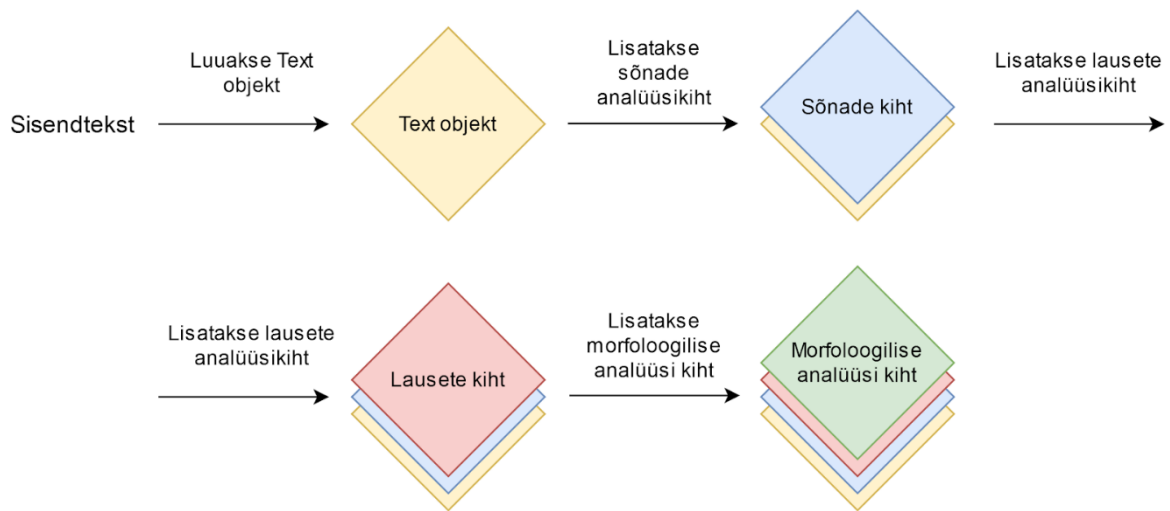 Luuakse Text
objekt
Lisatakse
sõnade
analüüsikiht
Lisatakse lausete
analüüsikiht
Sisendtekst
Text objekt
Sõnade kiht
Lisatakse lausete
analüüsikiht
Lausete kiht
Lisatakse
morfoloogilise
analüüsi kiht
Morfoloogilise
analüüsi kiht